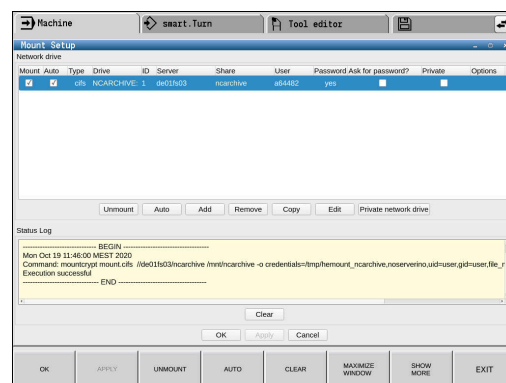 Machine
smart.Turn
Tool editor
Mount Setup
Network drive
Mount Auto Type Drive ID Server Share User Password Ask for password? Private Options
cifs NCARCHIVE: 1 de01fs03 ncarchive a64482 yes
Unmount Auto Add Remove Copy Edit Private network drive
Status Log
------------------------------ BEGIN -----------------------------------
Mon Oct 19 11:46:00 MEST 2020
Command: mountcrypt mount.cifs //de01fs03/ncarchive /mnt/ncarchive -o credentials=/tmp/hemount_ncarchive,noserverino,uid=user,gid=user,file_r
Execution successful
------------------------------- END ------------------------------------
Clear
OK Apply Cancel
OK APPLY UNMOUNT AUTO CLEAR MAXIMIZE WINDOW SHOW MORE EXIT